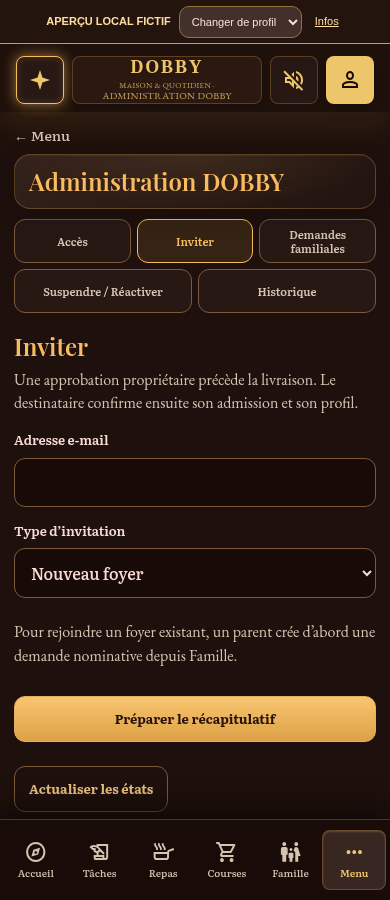 APERÇU LOCAL FICTIF
Changer de profil
Infos
DOBBY
MAISON & QUOTIDIEN ·
ADMINISTRATION DOBBY
← Menu
Administration DOBBY
Accès
Inviter
Demandes
familiales
Suspendre / Réactiver
Historique
Inviter
Une approbation propriétaire précède la livraison. Le
destinataire confirme ensuite son admission et son profil.
Adresse e-mail
Type d’invitation
Nouveau foyer
Pour rejoindre un foyer existant, un parent crée d’abord une
demande nominative depuis Famille.
Préparer le récapitulatif
Actualiser les états
Accueil
Tâches
Repas
Courses
Famille
Menu